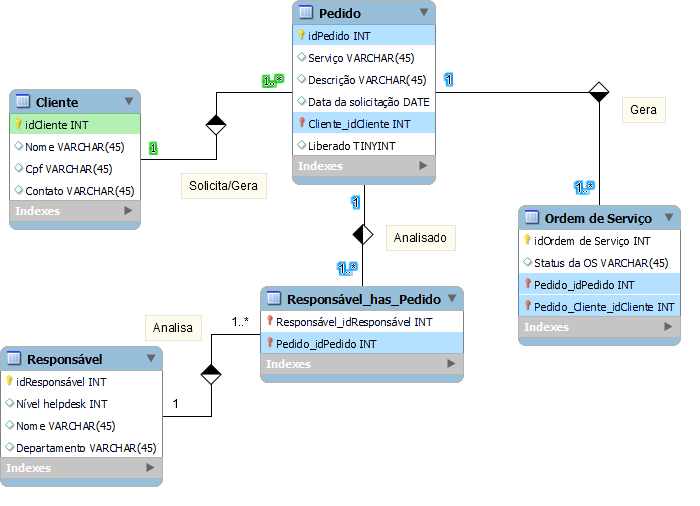 Pedido
idPedido INT
Serviço VARCHAR(45)
Descrição VARCHAR(45)
Data da solicitação DATE
Cliente_idCliente INT
Liberado TINYINT
Indexes
1..*
1
Gera
Cliente
idCliente INT
Nome VARCHAR(45)
Cpf VARCHAR(45)
Contato VARCHAR(45)
Indexes
1
Solicita/Gera
1
Analisado
1..*
1..*
Ordem de Serviço
idOrdem de Serviço INT
Status da OS VARCHAR(45)
Pedido_idPedido INT
Pedido_Cliente_idCliente INT
Indexes
Responsável_has_Pedido
Responsável_idResponsável INT
Pedido_idPedido INT
Indexes
Analisa
1..*
1
Responsável
idResponsável INT
Nível helpdesk INT
Nome VARCHAR(45)
Departamento VARCHAR(45)
Indexes